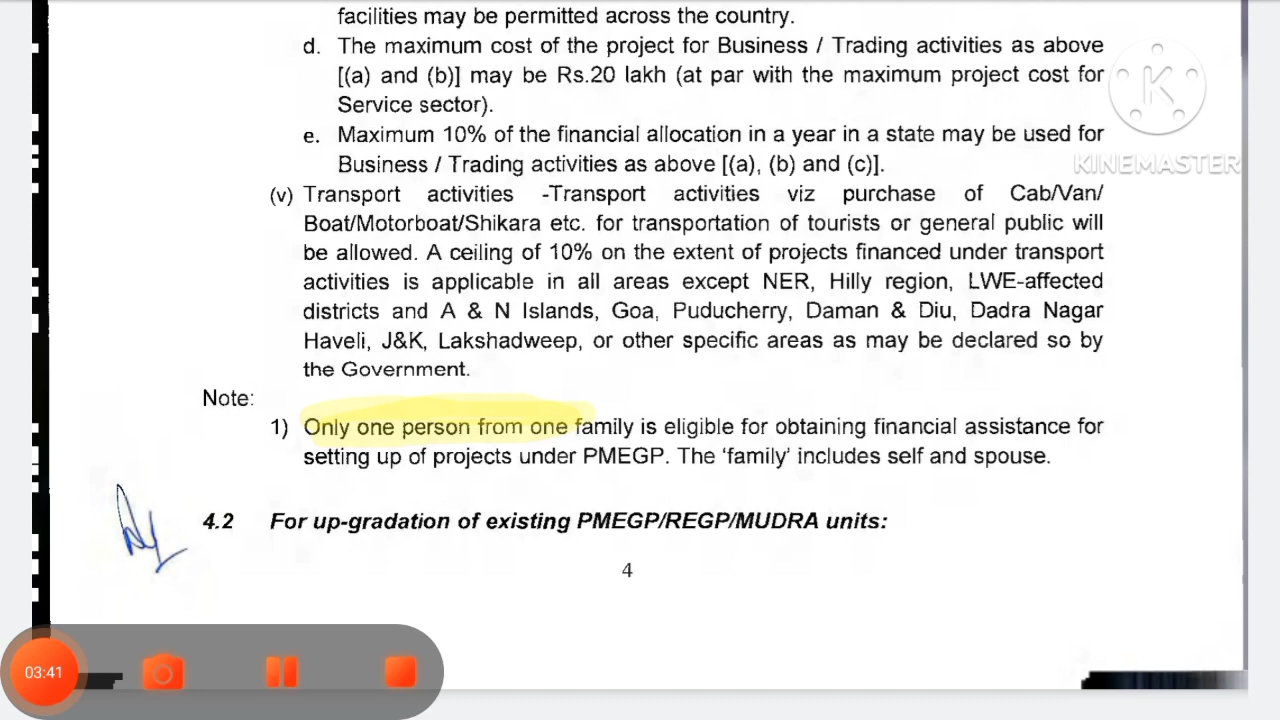 facilities may be permitted across the country.
d. The maximum cost of the project for Business / Trading activities as above
[(a) and (b)] may be Rs.20 lakh (at par with the maximum project cost for
Service sector).
e. Maximum 10% of the financial allocation in a year in a state may be used for
Business / Trading activities as above [(a), (b) and (c)].
(v) Transport activities -Transport activities viz purchase of Cab/Van/
Boat/Motorboat/Shikara etc. for transportation of tourists or general public will
be allowed. A ceiling of 10% on the extent of projects financed under transport
activities is applicable in all areas except NER, Hilly region, LWE-affected
districts and A & N Islands, Goa, Puducherry, Daman & Diu, Dadra Nagar
Haveli, J&K, Lakshadweep, or other specific areas as may be declared so by
the Government.
Note:
1) Only one person from one family is eligible for obtaining financial assistance for
setting up of projects under PMEGP. The 'family' includes self and spouse.
4.2 For up-gradation of existing PMEGP/REGP/MUDRA units:
4
K
KINEMASTER
03:41